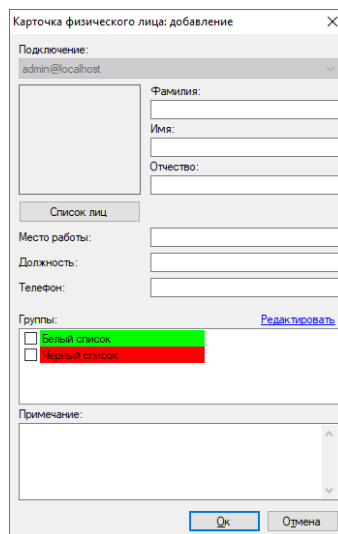 Карточка физического лица: добавление
Подключение:
admin@localhost
Фамилия:
Имя:
Отчество:
Список лиц
Место работы:
Должность:
Телефон:
Группы: Редактировать
Белый список
Черный список
Примечание:
Ок Отмена